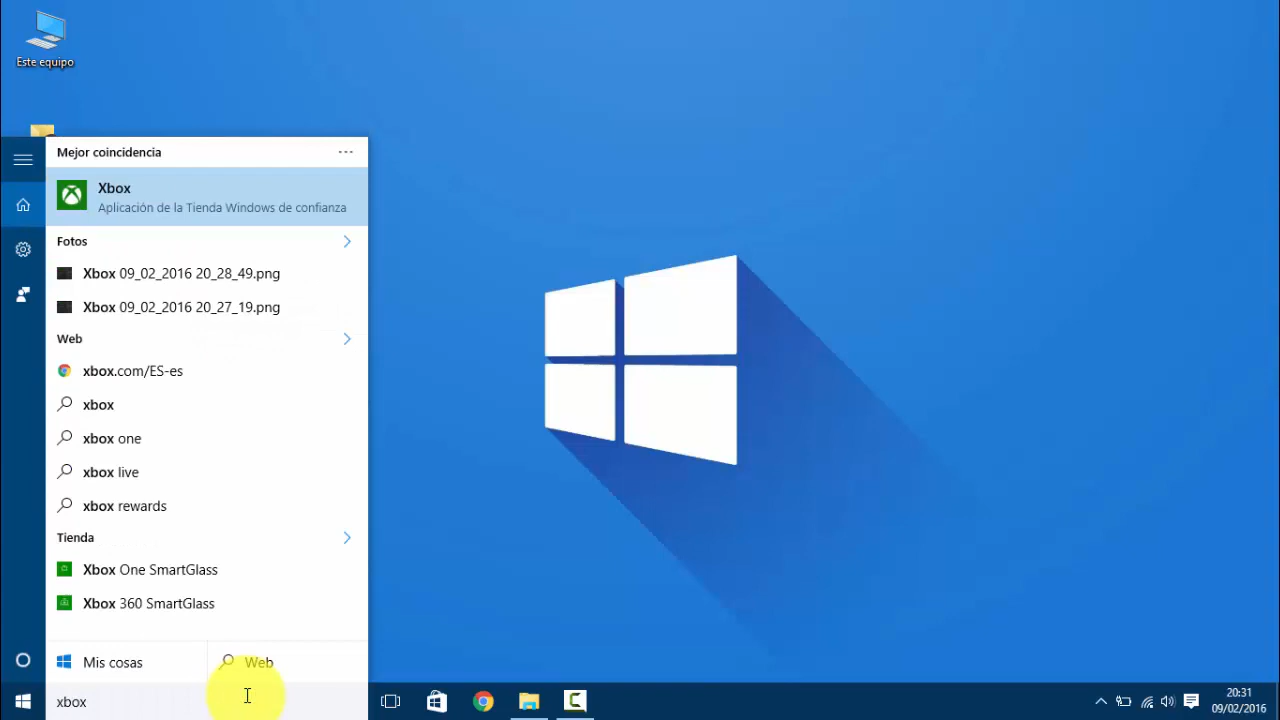 Este equipo
Mejor coincidencia
Xbox
Aplicación de la Tienda Windows de confianza
Fotos
Xbox 09_02_2016 20_28_49.png
Xbox 09_02_2016 20_27_19.png
Web
xbox.com/ES-es
xbox
xbox one
xbox live
xbox rewards
Tienda
Xbox One SmartGlass
Xbox 360 SmartGlass
Mis cosas
Web
xbox
20:31
09/02/2016